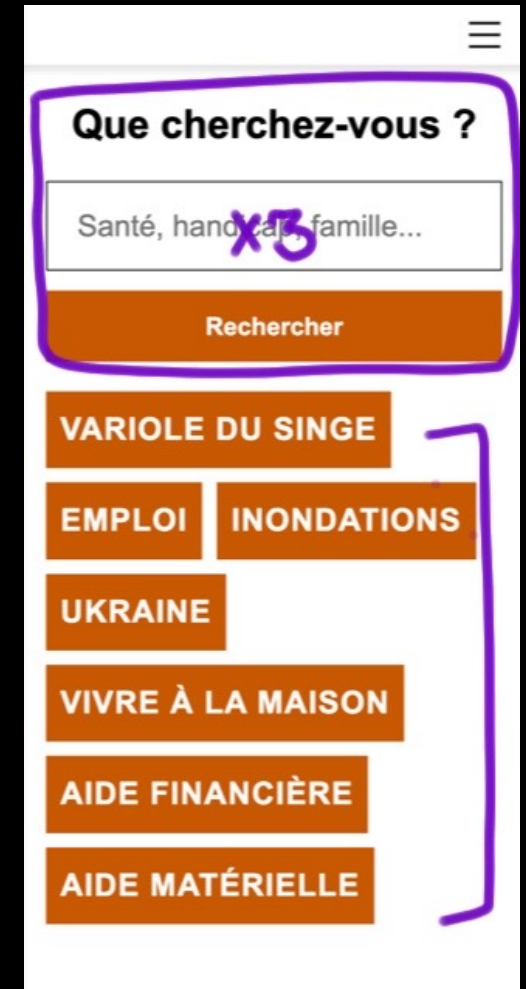 Que cherchez-vous ?
Santé, handicap, famille...
x3
Rechercher
VARIOLE DU SINGE
EMPLOI INONDATIONS
UKRAINE
VIVRE À LA MAISON
AIDE FINANCIÈRE
AIDE MATÉRIELLE